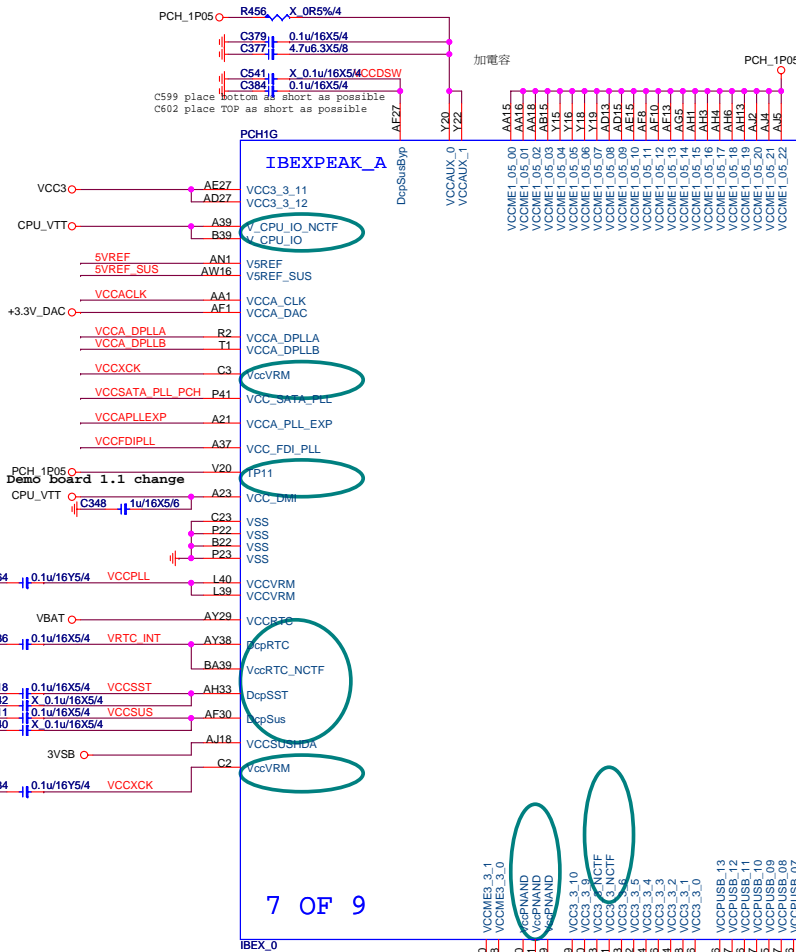 PCH_1P05
R456 X_0R5%/4
C379 0.1u/16X5/4
C377 4.7u6.3X5/8
加電容
PCH_1P05
C541 X_0.1u/16X5/4
CCDSW
C384 0.1u/16X5/4
C599 place bottom as short as possible
C602 place TOP as short as possible
AF27
Y20
Y22
AA15
AA16
AA18
AB15
Y15
Y16
Y18
Y19
AD13
AD15
AE15
AF8
AF10
AF13
AG5
AH1
AH3
AH4
AH6
AH13
AJ2
AJ4
AJ5
PCH1G
IBEXPEAK_A
DcpSusByp
VCCAUX_0
VCCAUX_1
VCCME1_05_00
VCCME1_05_01
VCCME1_05_02
VCCME1_05_03
VCCME1_05_04
VCCME1_05_05
VCCME1_05_06
VCCME1_05_07
VCCME1_05_08
VCCME1_05_09
VCCME1_05_10
VCCME1_05_11
VCCME1_05_12
VCCME1_05_13
VCCME1_05_14
VCCME1_05_15
VCCME1_05_16
VCCME1_05_17
VCCME1_05_18
VCCME1_05_19
VCCME1_05_20
VCCME1_05_21
VCCME1_05_22
VCC3 AE27 VCC3_3_11
AD27 VCC3_3_12
CPU_VTT A39 V_CPU_IO_NCTF
B39 V_CPU_IO
5VREF AN1 V5REF
5VREF_SUS AW16 V5REF_SUS
VCCACLK AA1 VCCA_CLK
+3.3V_DAC AF1 VCCA_DAC
VCCA_DPLLA R2 VCCA_DPLLA
VCCA_DPLLB T1 VCCA_DPLLB
VCCXCK C3 VccVRM
VCCSATA_PLL_PCH P41 VCC_SATA_PLL
VCCAPLLEXP A21 VCCA_PLL_EXP
VCCFDIPLL A37 VCC_FDI_PLL
PCH_1P05 V20 TP11
Demo board 1.1 change
CPU_VTT A23 VCC_DMI
C348 1u/16X5/6
C23 VSS
P22 VSS
B22 VSS
P23 VSS
0.1u/16Y5/4 VCCPLL L40 VCCVRM
L39 VCCVRM
VBAT AY29 VCCRTC
0.1u/16X5/4 VRTC_INT AY38 DcpRTC
BA39 VccRTC_NCTF
0.1u/16X5/4 VCCSST AH33 DcpSST
X_0.1u/16X5/4
0.1u/16X5/4 VCCSUS AF30 DcpSus
X_0.1u/16X5/4
3VSB AJ18 VCCSUSHDA
C2 VccVRM
0.1u/16Y5/4 VCCXCK
7 OF 9
VCCME3_3_1
VCCME3_3_0
VccPNAND
VccPNAND
VccPNAND
VCC3_3_10
VCC3_3_9
VCC3_3_5
VCC3_3_4
VCC3_3_3
VCC3_3_2
VCC3_3_1
VCC3_3_0
VCCPUSB_13
VCCPUSB_12
VCCPUSB_11
VCCPUSB_10
VCCPUSB_09
VCCPUSB_08
VCCPUSB_07
IBEX_0